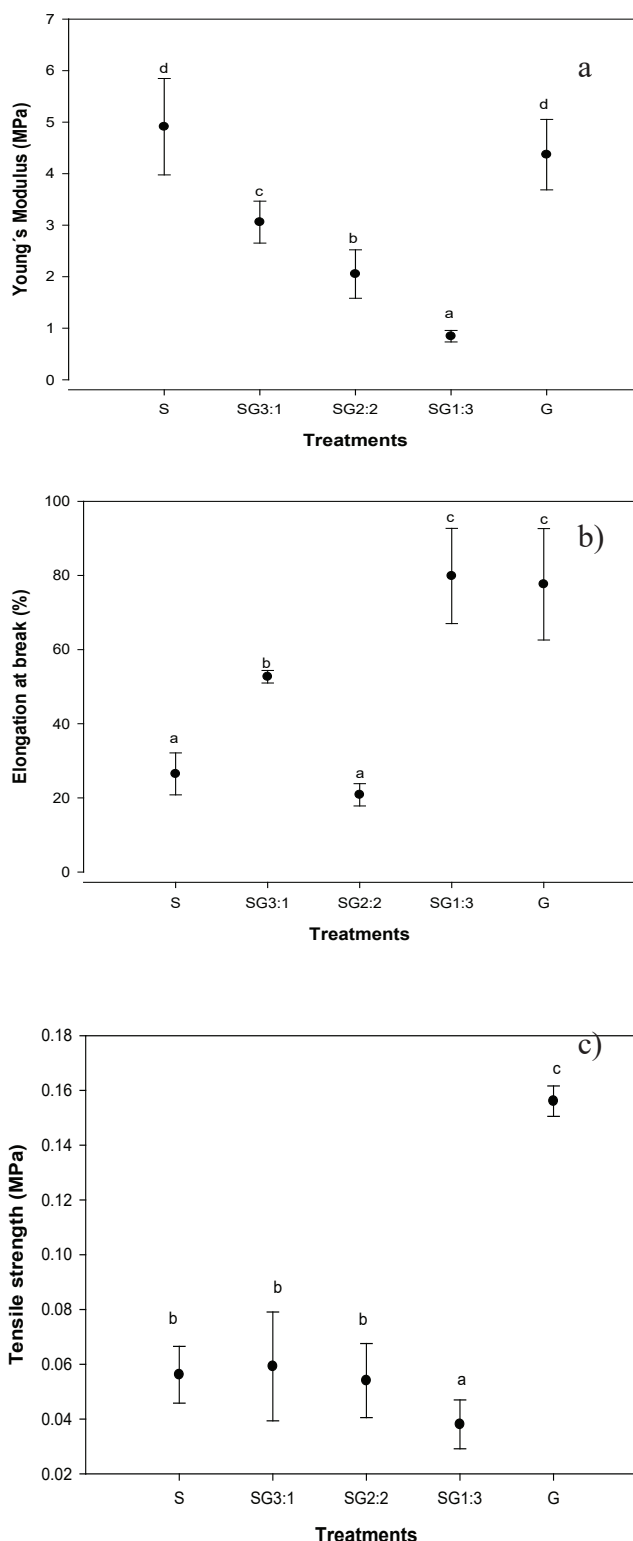 a
7
6
5
4
3
2
1
0
Young´s Modulus (MPa)
d
c
b
a
d
S SG3:1 SG2:2 SG1:3 G
Treatments
b)
100
80
60
40
20
0
Elongation at break (%)
a
b
a
c
c
S SG3:1 SG2:2 SG1:3 G
Treatments
c)
0.18
0.16
0.14
0.12
0.10
0.08
0.06
0.04
0.02
Tensile strength (MPa)
b
b
b
a
c
S SG3:1 SG2:2 SG1:3 G
Treatments